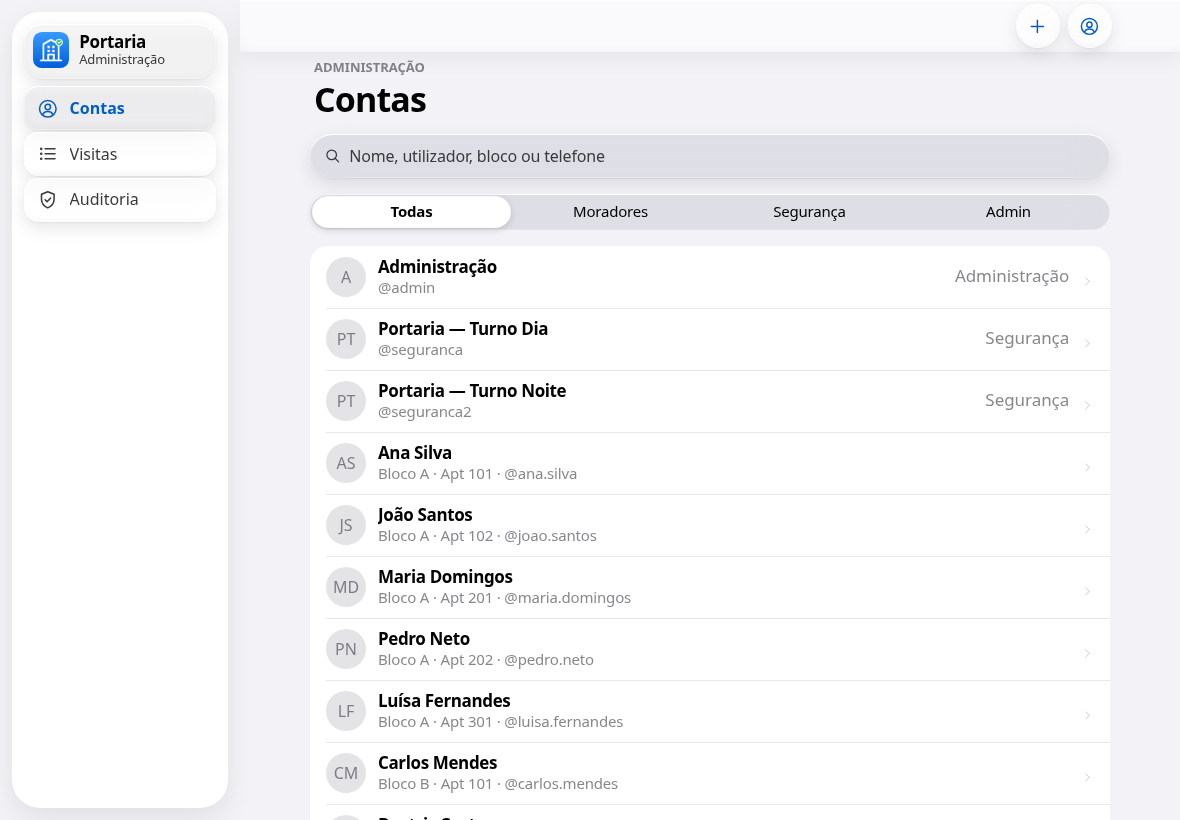 Portaria
Administração
Contas
Visitas
Auditoria
ADMINISTRAÇÃO
Contas
Nome, utilizador, bloco ou telefone
Todas Moradores Segurança Admin
A Administração Administração
@admin
PT Portaria — Turno Dia Segurança
@seguranca
PT Portaria — Turno Noite Segurança
@seguranca2
AS Ana Silva
Bloco A · Apt 101 · @ana.silva
JS João Santos
Bloco A · Apt 102 · @joao.santos
MD Maria Domingos
Bloco A · Apt 201 · @maria.domingos
PN Pedro Neto
Bloco A · Apt 202 · @pedro.neto
LF Luísa Fernandes
Bloco A · Apt 301 · @luisa.fernandes
CM Carlos Mendes
Bloco B · Apt 101 · @carlos.mendes